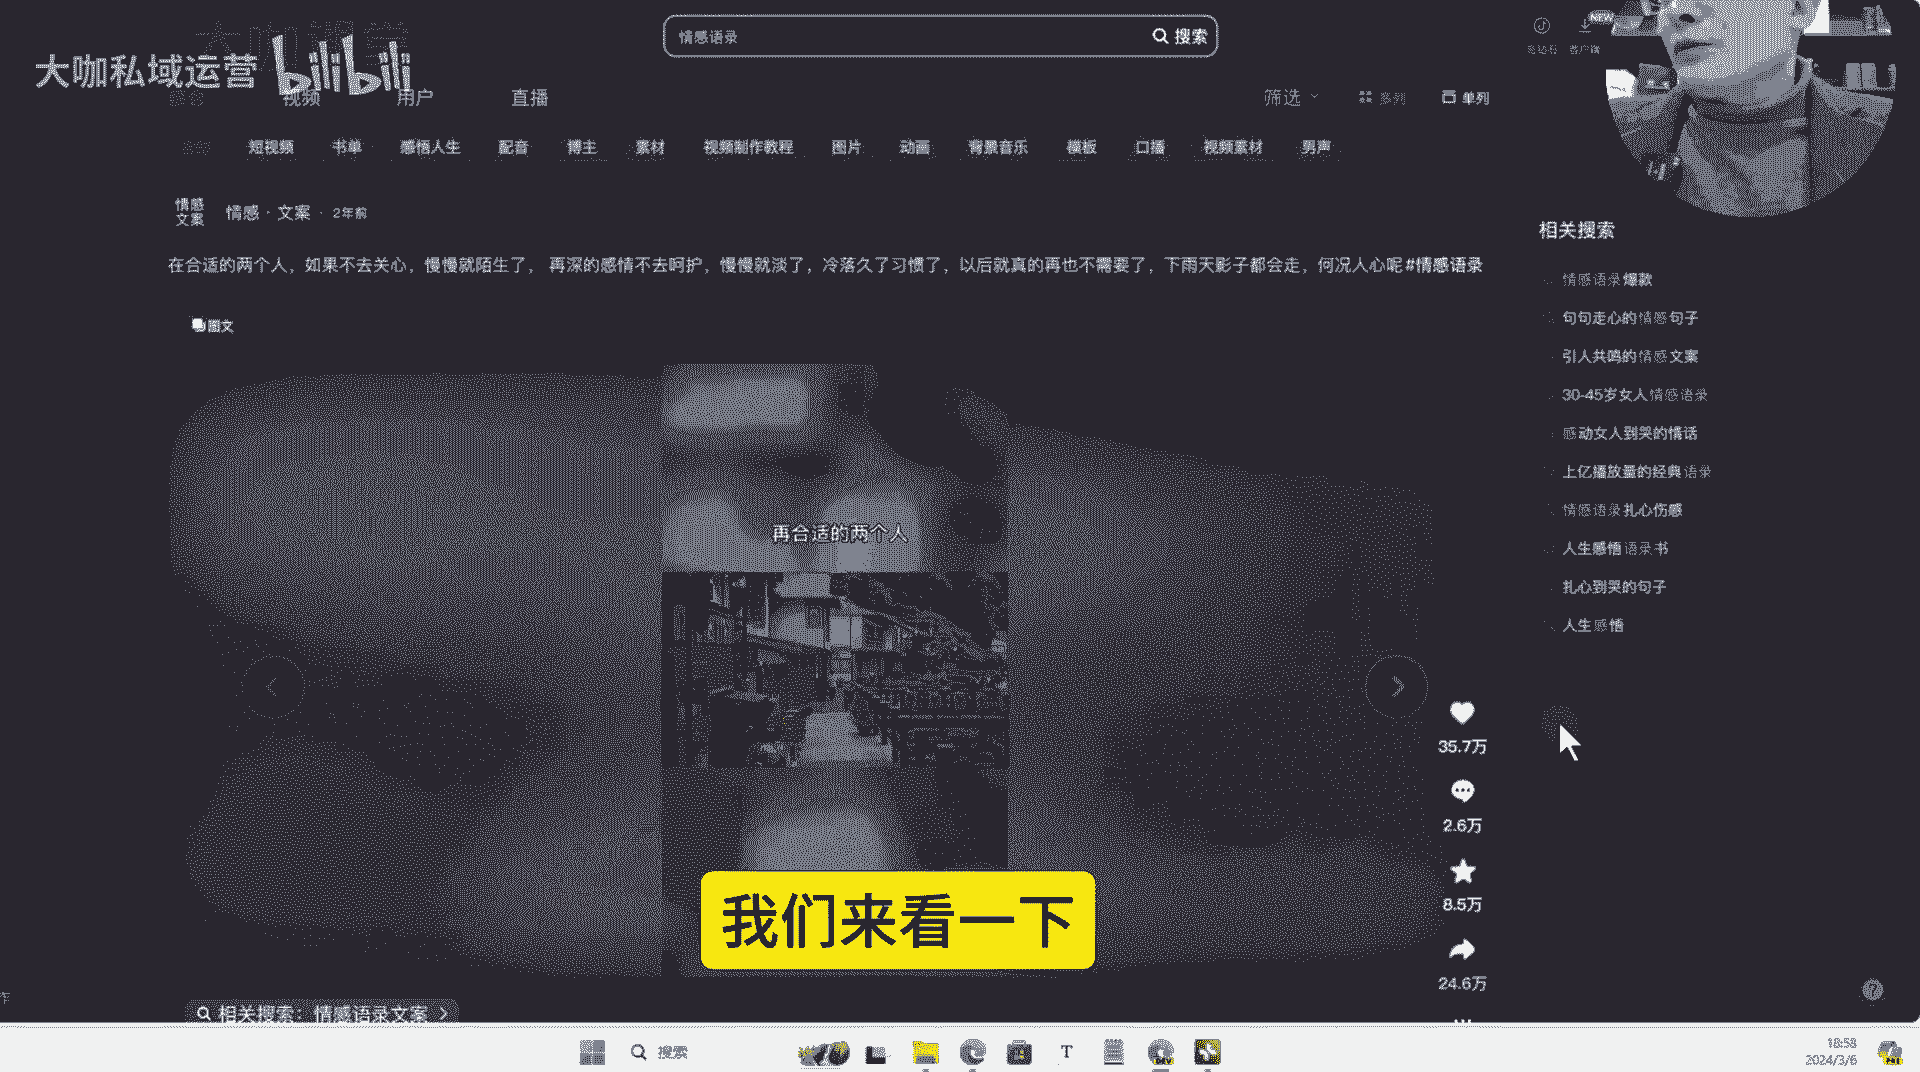 大咖私域运营 bilibili
情感语录
搜索
NEW
客户端
视频
用户
直播
筛选
多列
单列
短视频 书单 感悟人生 配音 博主 素材 视频制作教程 图片 动画 背景音乐 模板 口播 视频素材 男声
情感
文案
情感·文案 · 2年前
在合适的两个人，如果不去关心，慢慢就陌生了， 再深的感情不去呵护，慢慢就淡了，冷落久了习惯了，以后就真的再也不需要了，下雨天影子都会走，何况人心呢#情感语录
图文
再合适的两个人
35.7万
2.6万
8.5万
24.6万
相关搜索
情感语录爆款
句句走心的情感句子
引人共鸣的情感文案
30-45岁女人情感语录
感动女人到哭的情话
上亿播放量的经典语录
情感语录扎心伤感
人生感悟语录书
扎心到哭的句子
人生感悟
我们来看一下
相关搜索：情感语录文案
搜索
18:58
2024/3/6